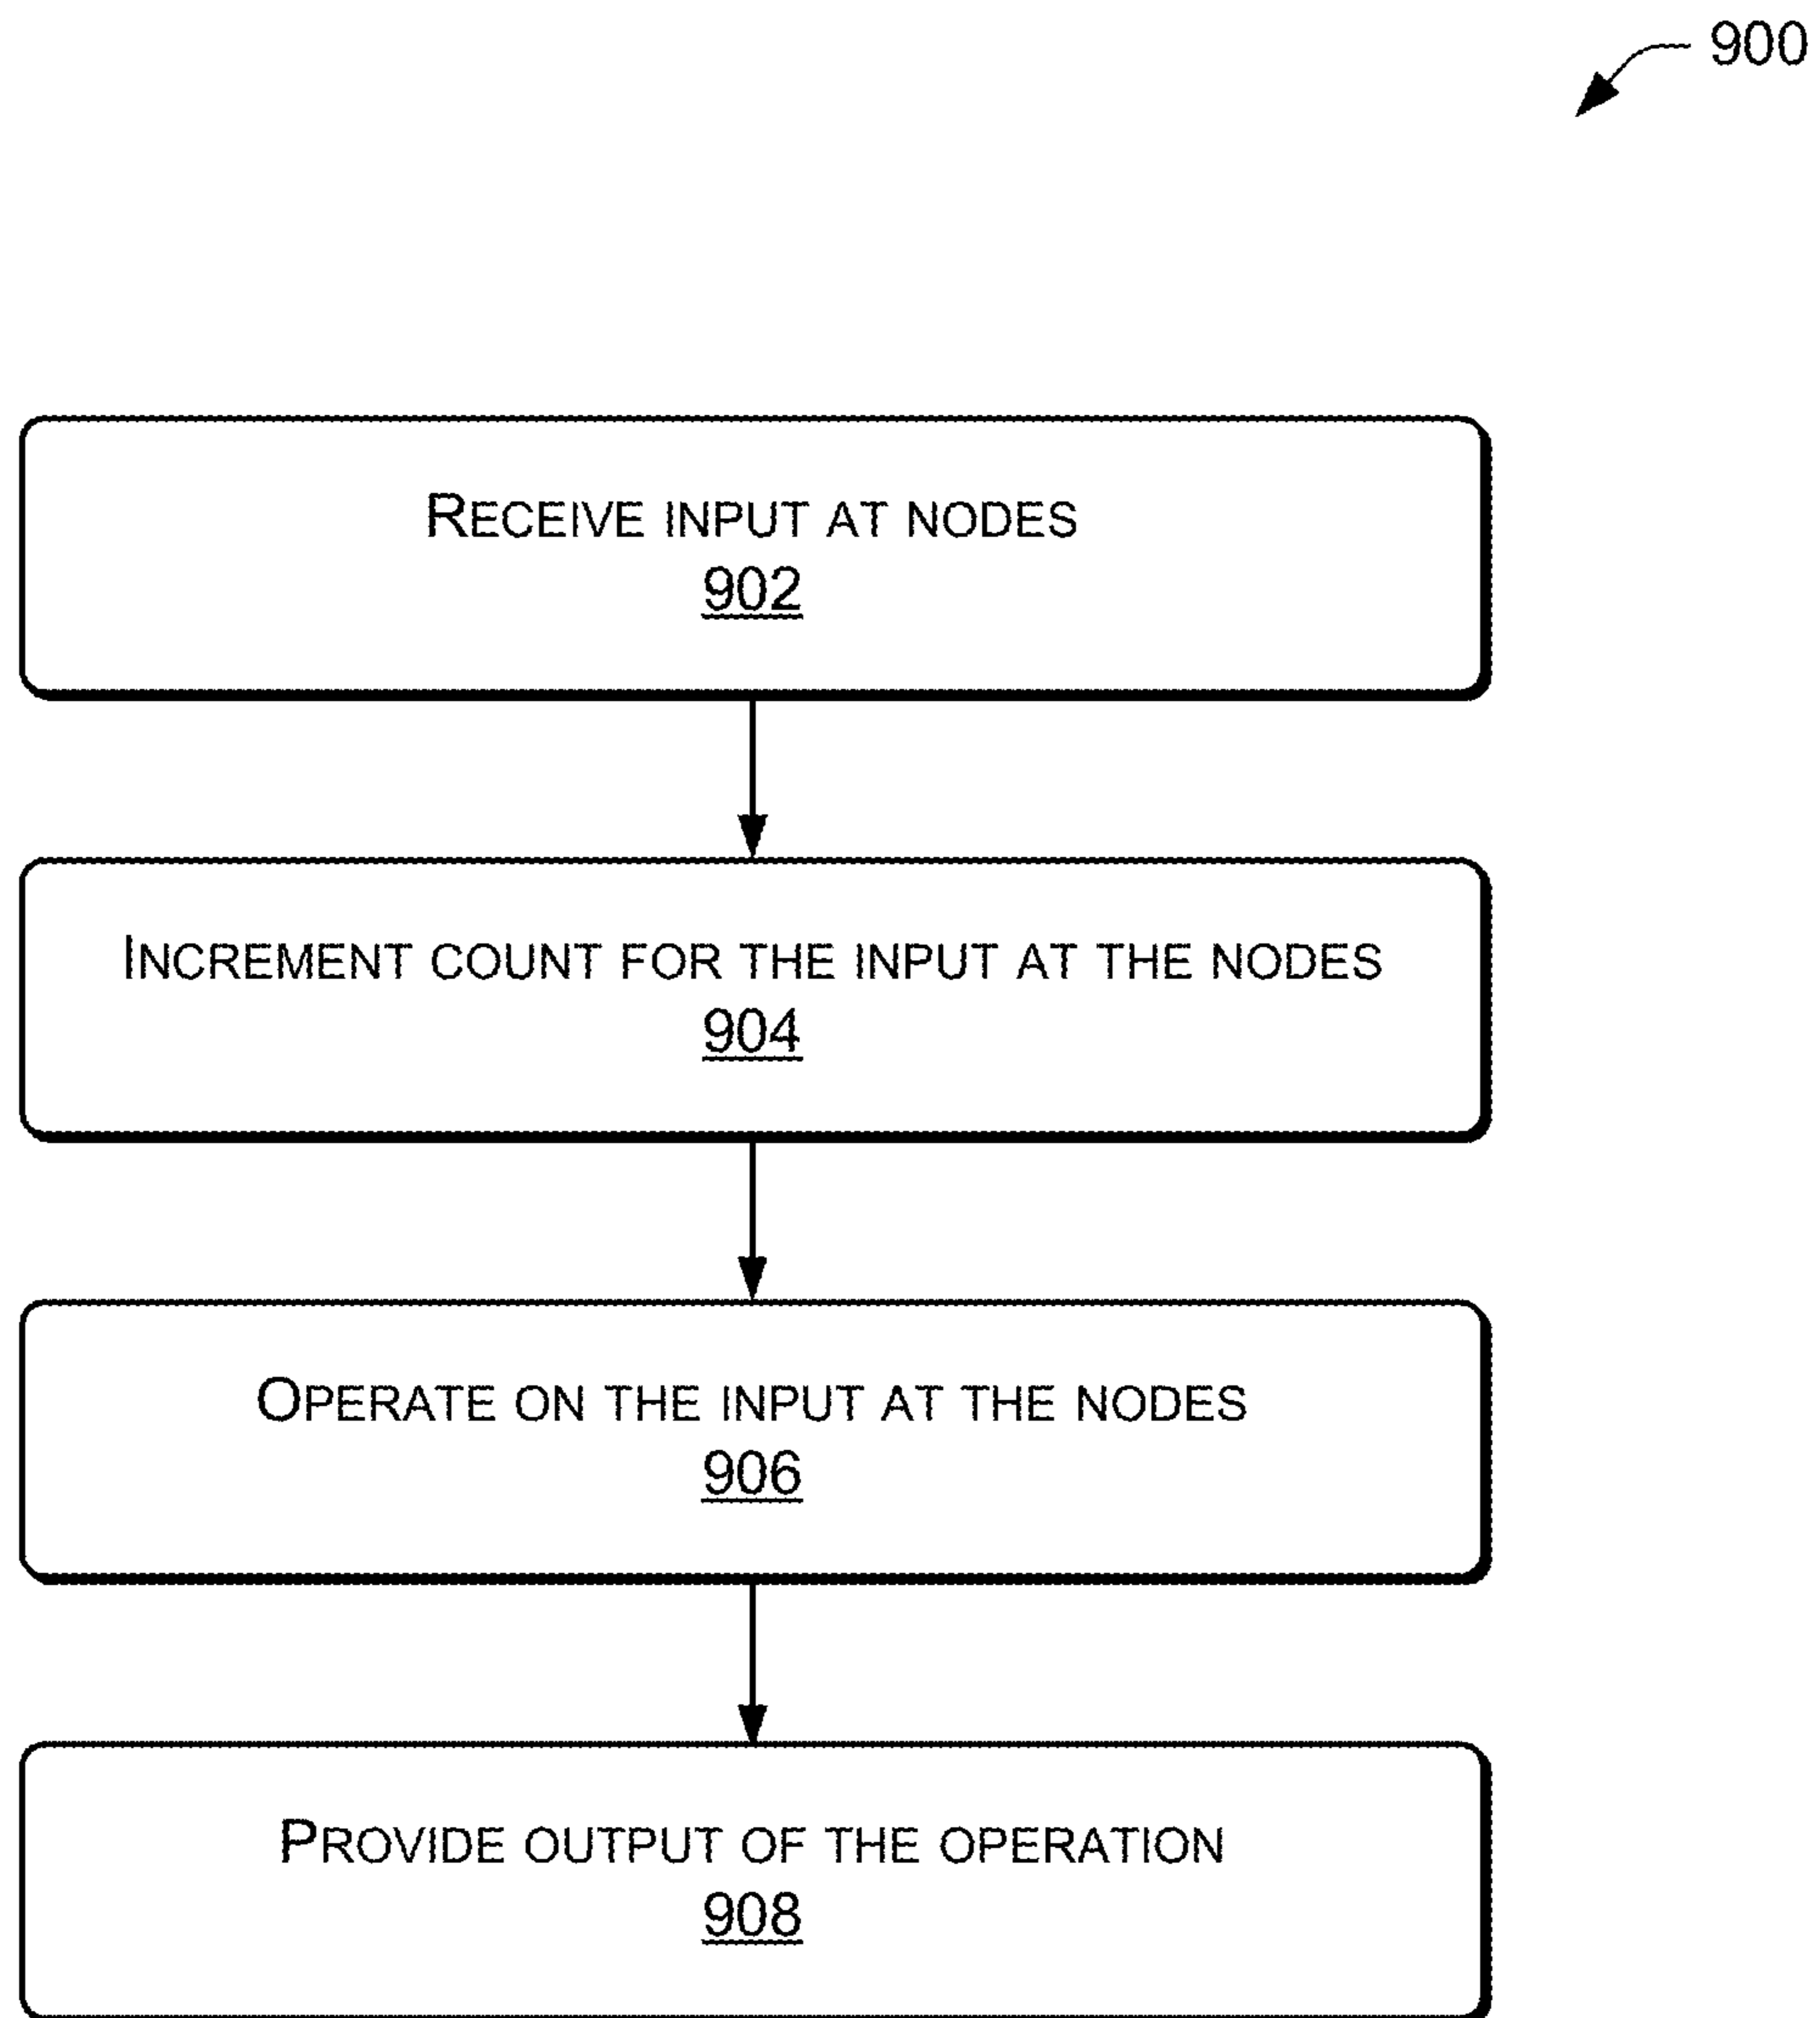 900
RECEIVE INPUT AT NODES
902
INCREMENT COUNT FOR THE INPUT AT THE NODES
904
OPERATE ON THE INPUT AT THE NODES
906
PROVIDE OUTPUT OF THE OPERATION
908